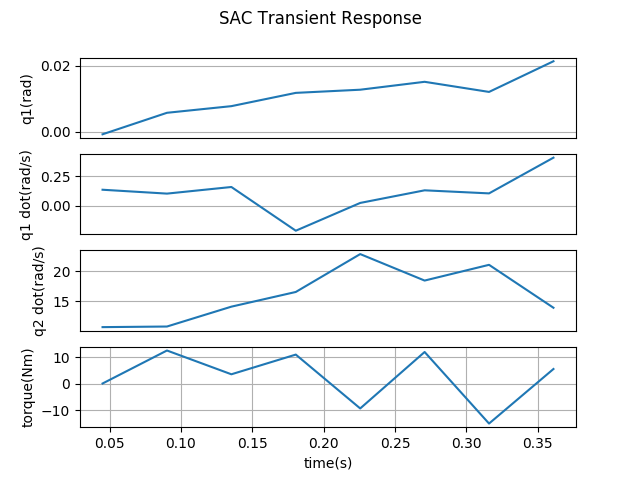 SAC Transient Response
q1(rad)
0.02
0.00
q1 dot(rad/s)
0.25
0.00
q2 dot(rad/s)
20
15
torque(Nm)
10
0
−10
0.05 0.10 0.15 0.20 0.25 0.30 0.35
time(s)